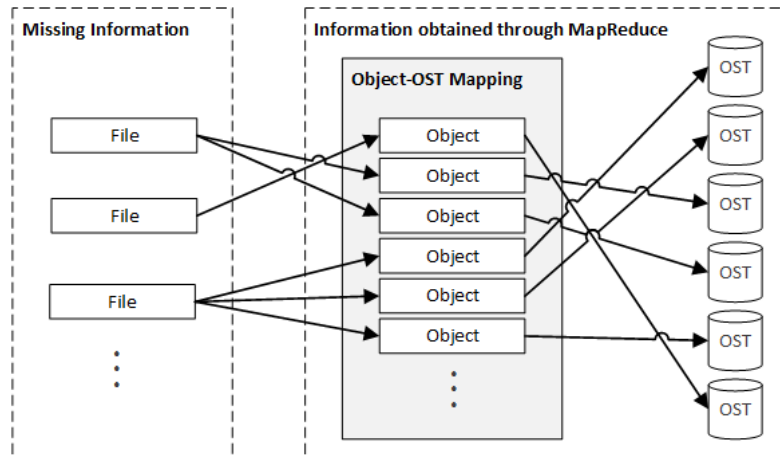 Missing Information
Information obtained through MapReduce
Object-OST Mapping
File
File
File
Object
Object
Object
Object
Object
Object
OST
OST
OST
OST
OST
OST